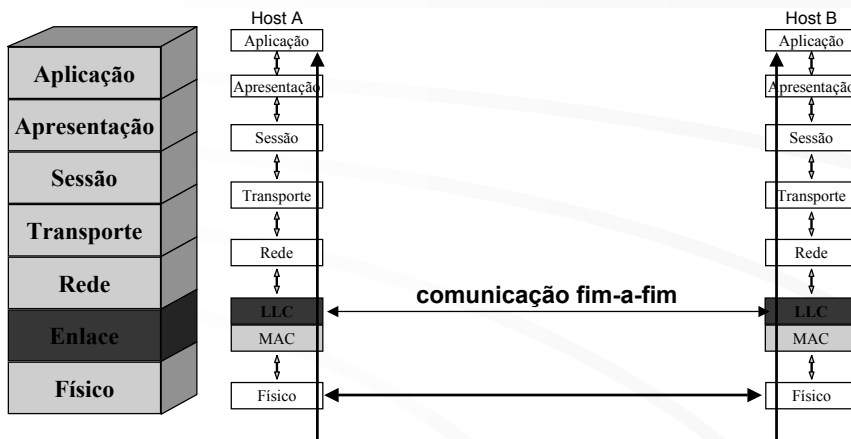 Aplicação
Apresentação
Sessão
Transporte
Rede
Enlace
Físico
Host A
Aplicação
Apresentação
Sessão
Transporte
Rede
LLC
MAC
Físico
comunicação fim-a-fim
Host B
Aplicação
Apresentação
Sessão
Transporte
Rede
LLC
MAC
Físico